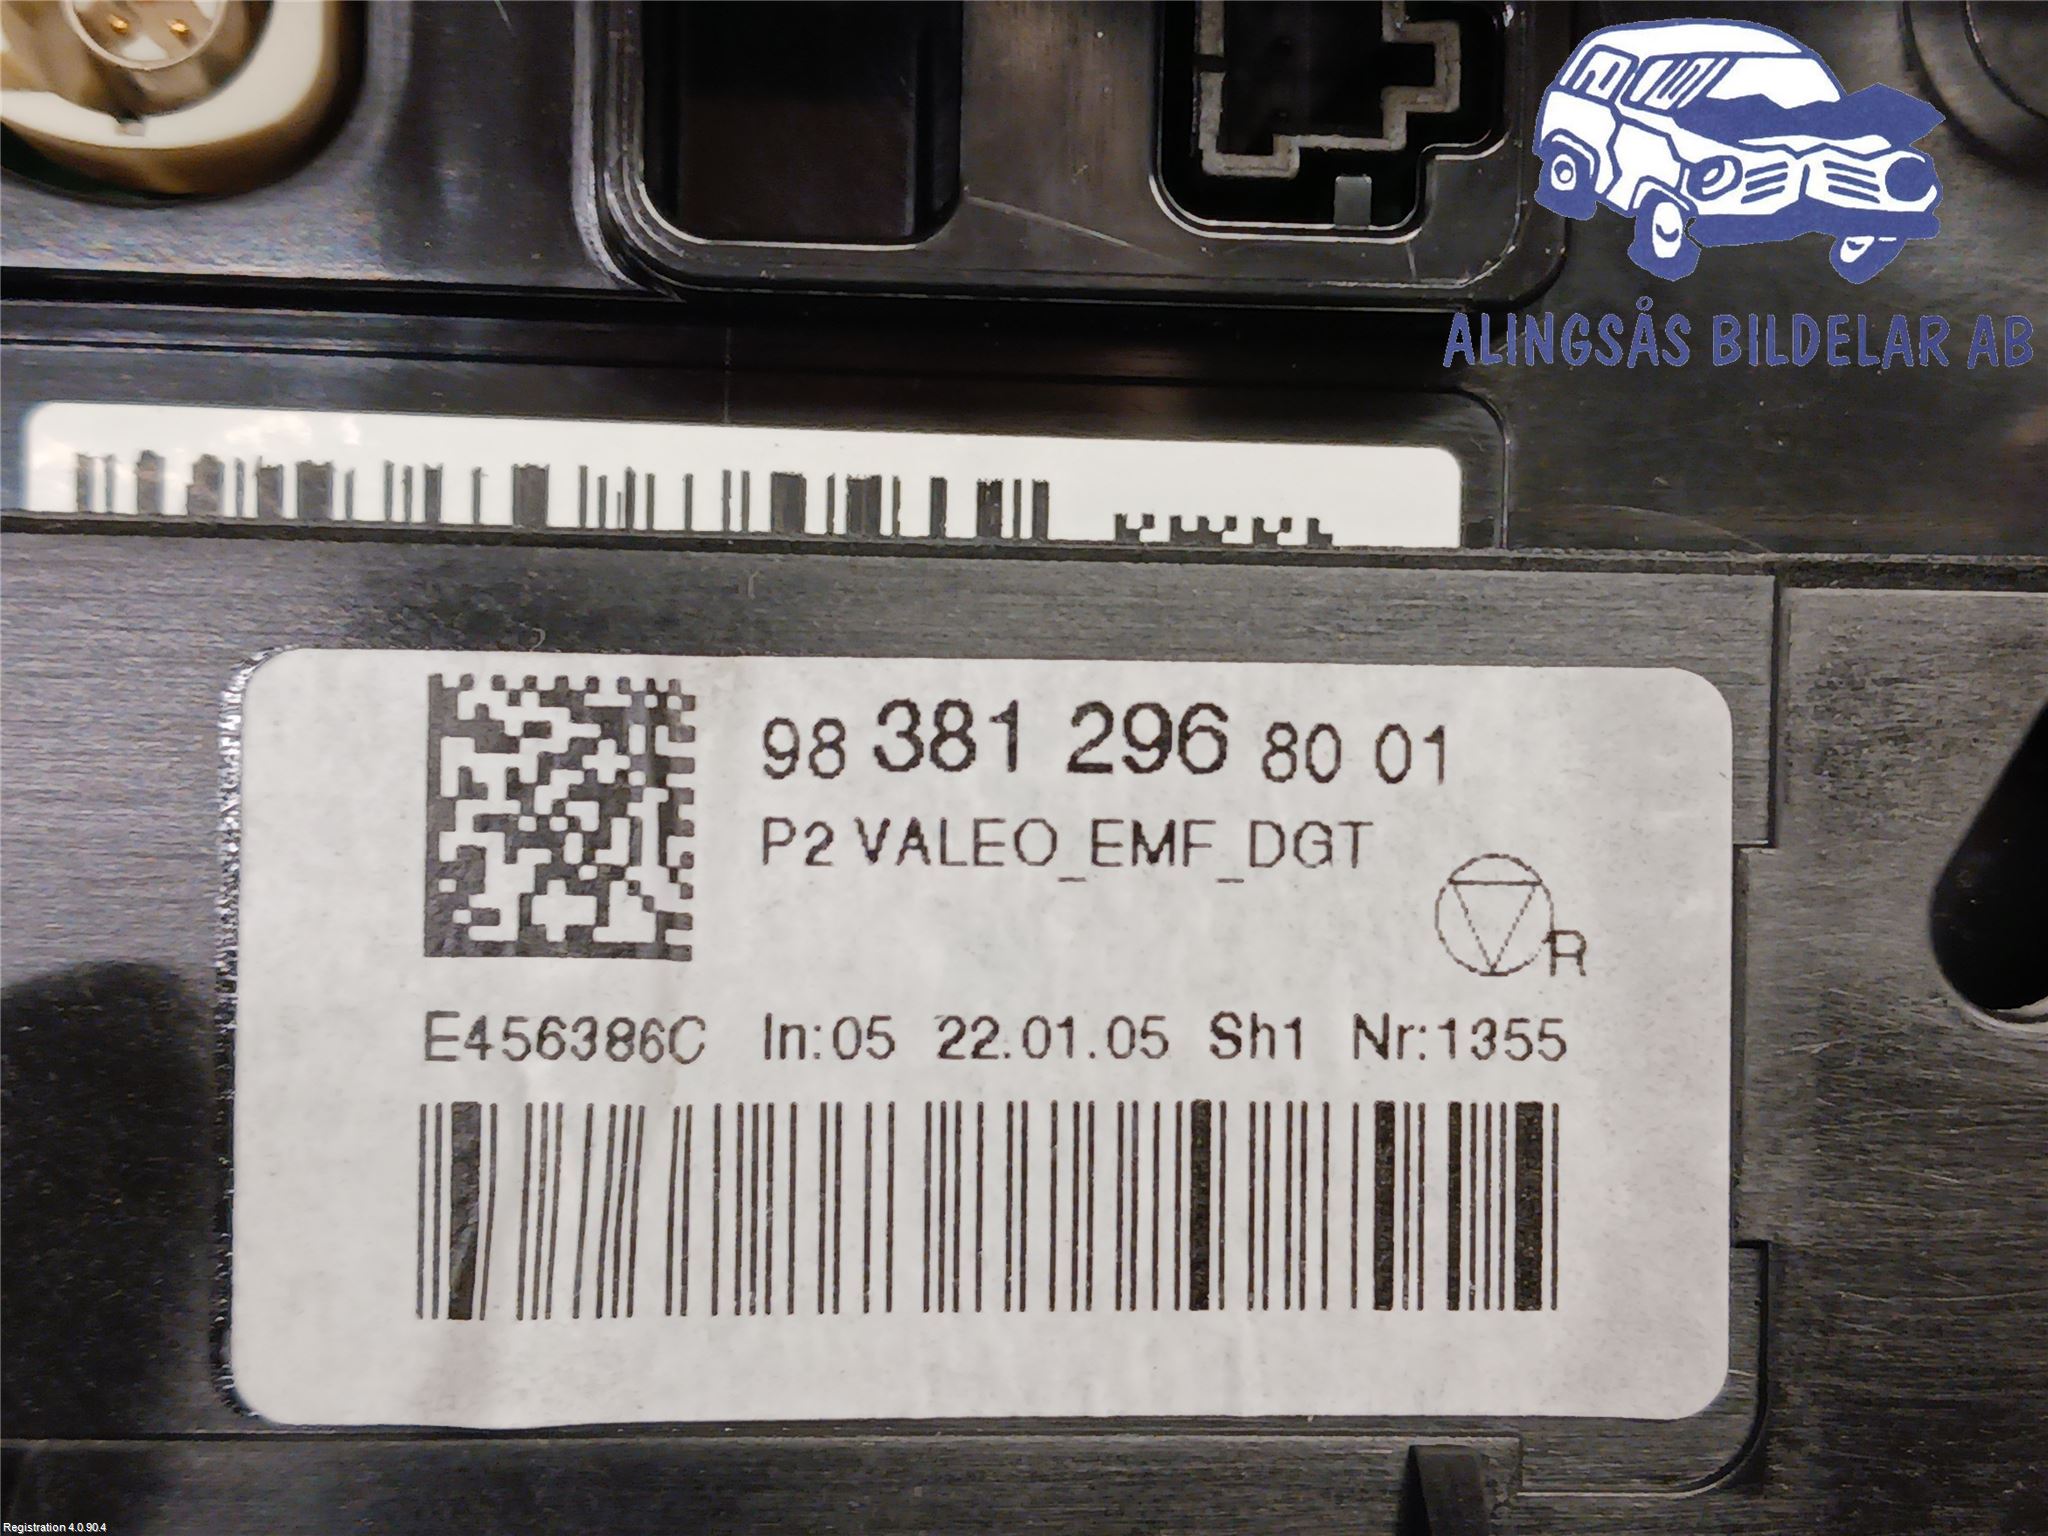 ALINGSÅS BILDELAR AB
98 381 296 80 01
P2 VALEO_EMF_DGT
R
E456386C In:05 22.01.05 Sh1 Nr:1355
Registration 4.0.90.4